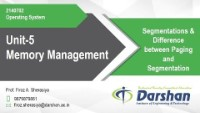 2140702
Operating System
Unit-5
Memory Management
Segmentations &
Difference
between Paging
and
Segmentation
Prof. Firoz A. Sherasiya
9879879861
firoz.sherasiya@darshan.ac.in
Darshan
Institute of Engineering & Technology